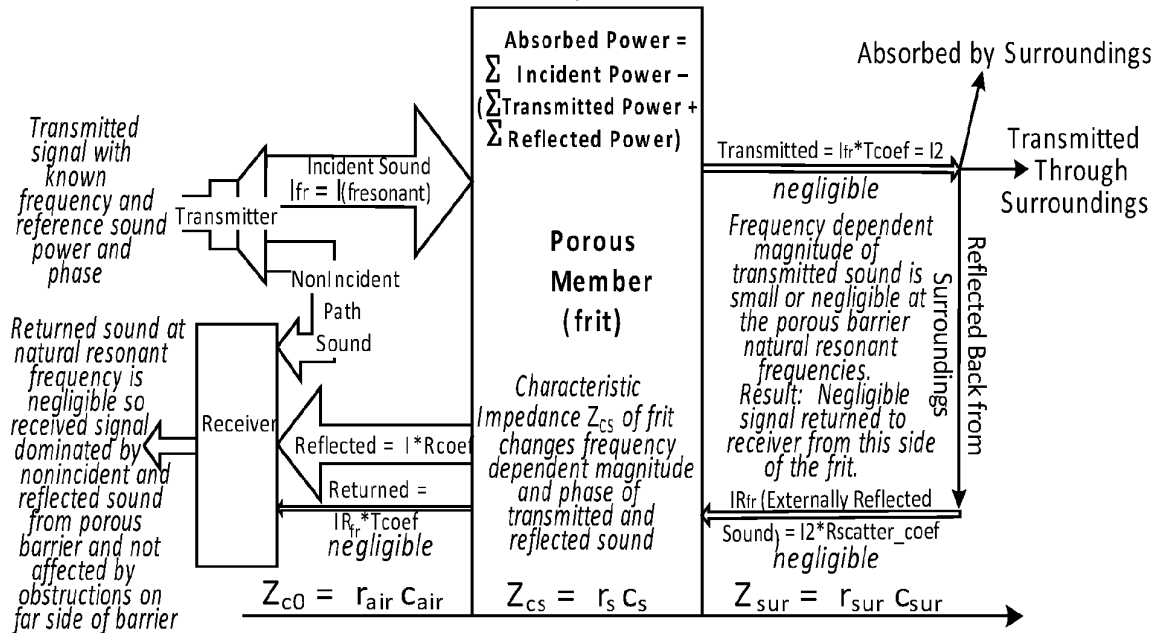 Transmitted
signal with
known
frequency and
reference sound
power and
phase
Transmitter
Incident Sound
Ifr = I(fresonant)
NonIncident
Path
Sound
Returned sound at
natural resonant
frequency is
negligible so
received signal
dominated by
nonincident and
reflected sound
from porous
barrier and not
affected by
obstructions on
far side of barrier
Receiver
Reflected = I*Rcoef
Returned =
IRfr*Tcoef
negligible
Absorbed Power =
Σ Incident Power –
(ΣTransmitted Power +
Σ Reflected Power)
Porous
Member
(frit)
Characteristic
Impedance ZCS of frit
changes frequency
dependent magnitude
and phase of
transmitted and
reflected sound
Absorbed by Surroundings
Transmitted = Ifr*Tcoef = I2
negligible
Transmitted
Through
Surroundings
Frequency dependent
magnitude of
transmitted sound is
small or negligible at
the porous barrier
natural resonant
frequencies.
Result: Negligible
signal returned to
receiver from this side
of the frit.
Reflected Back from
Surroundings
IRfr (Externally Reflected
Sound) = I2*Rscatter_coef
negligible
Zc0 = rair cair
Zcs = rs cs
Zsur = rsur csur